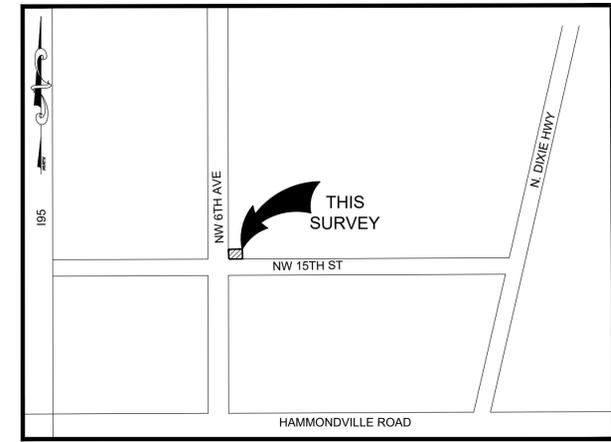 I95
NW 6TH AVE
THIS
SURVEY
N. DIXIE HWY
NW 15TH ST
HAMMONDVILLE ROAD